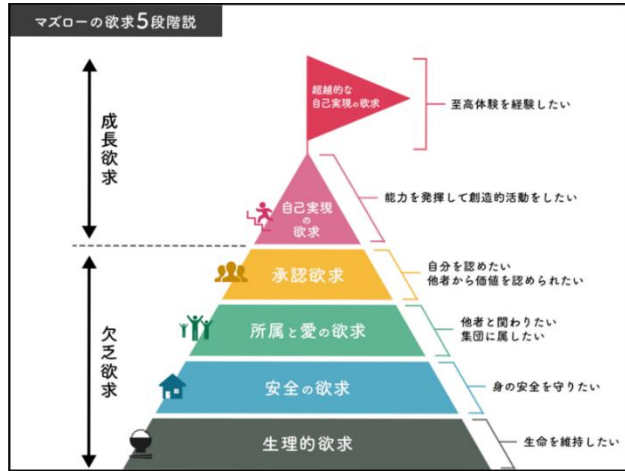 マズローの欲求5段階説
超越的な
自己実現の欲求
至高体験を経験したい
成長欲求
自己実現
の
欲求
能力を発揮して創造的活動をしたい
承認欲求
自分を認めたい
他者から価値を認められたい
欠乏欲求
所属と愛の欲求
他者と関わりたい
集団に属したい
安全の欲求
身の安全を守りたい
生理的欲求
生命を維持したい